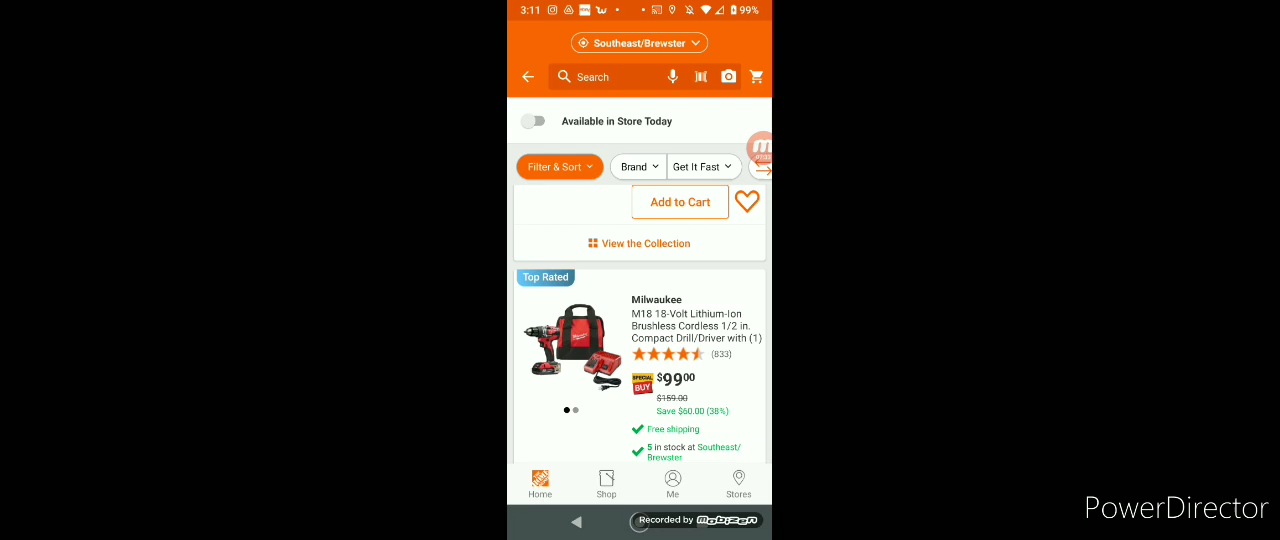 3:11
99%
Southeast/Brewster
Search
Available in Store Today
Filter & Sort
Brand
Get It Fast
Add to Cart
View the Collection
Top Rated
Milwaukee
M18 18-Volt Lithium-Ion
Brushless Cordless 1/2 in.
Compact Drill/Driver with (1)
(833)
SPECIAL
BUY
$9900
$159.00
Save $60.00 (38%)
Free shipping
5 in stock at Southeast/
Brewster
Home
Shop
Me
Stores
Recorded by mobizen
PowerDirector